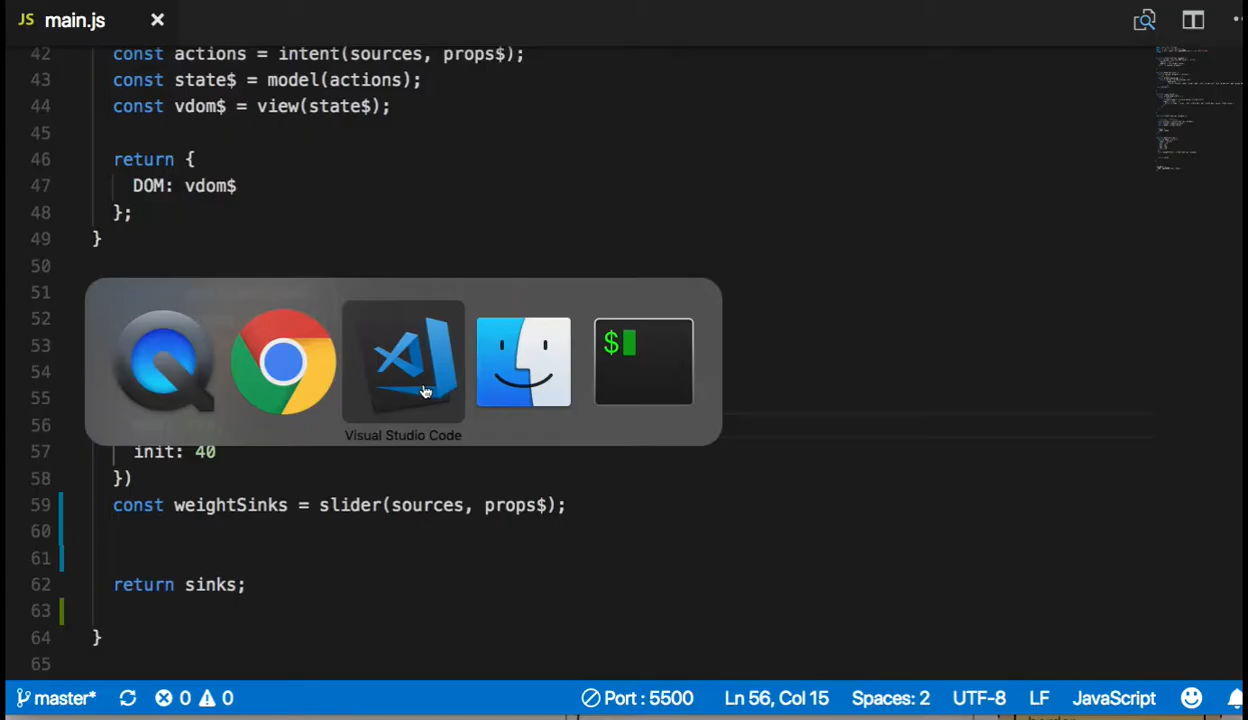 JS main.js ×
42 const actions = intent(sources, props$);
43 const state$ = model(actions);
44 const vdom$ = view(state$);
45
46 return {
47 DOM: vdom$
48 };
49 }
50
51
52
53
54
55
56
57 init: 40
58 })
59 const weightSinks = slider(sources, props$);
60
61
62 return sinks;
63
64 }
65
$
Visual Studio Code
master* 0 0 Port : 5500 Ln 56, Col 15 Spaces: 2 UTF-8 LF JavaScript